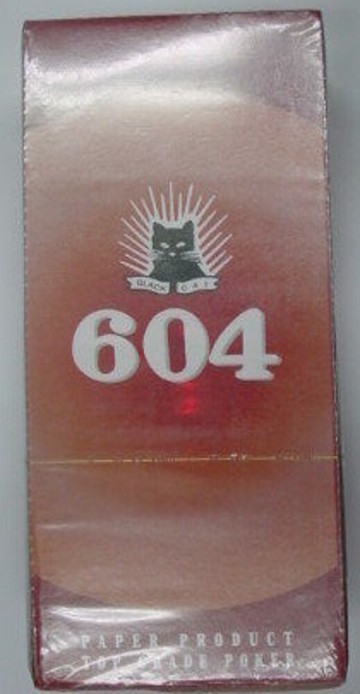 BLACK CAT
604
PAPER PRODUCT
TOP GRADE POKER